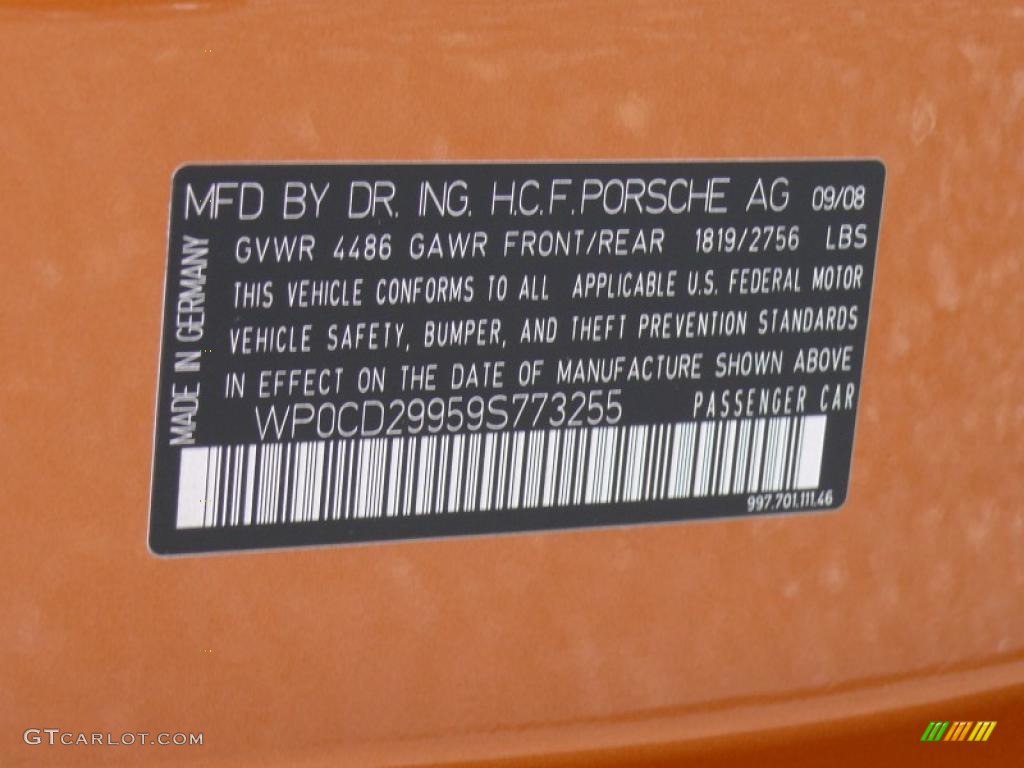 MFD BY DR. ING. H.C.F. PORSCHE AG 09/08
GVWR 4486 GAWR FRONT/REAR 1819/2756 LBS
THIS VEHICLE CONFORMS TO ALL APPLICABLE U.S. FEDERAL MOTOR
VEHICLE SAFETY, BUMPER, AND THEFT PREVENTION STANDARDS
IN EFFECT ON THE DATE OF MANUFACTURE SHOWN ABOVE
WP0CD29959S773255 PASSENGER CAR
997.701.111.46
MADE IN GERMANY
GTCARLOT.COM